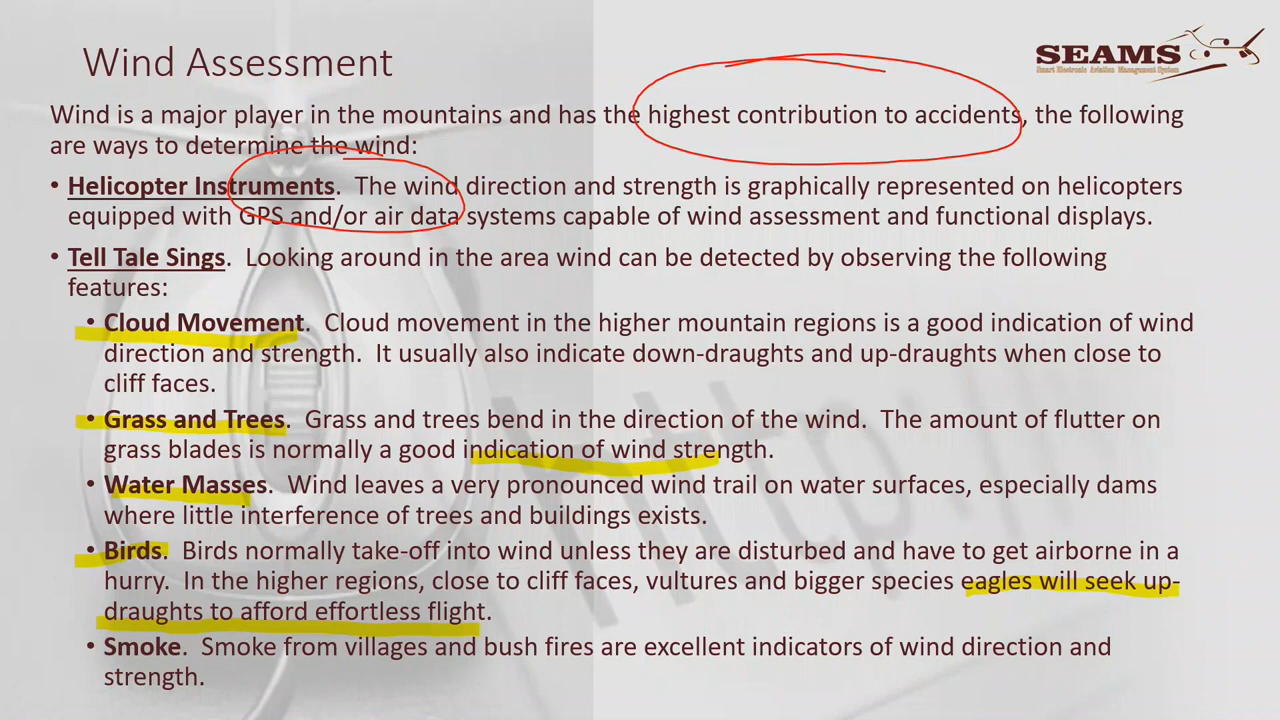 Wind Assessment
SEAMS
Smart Electronic Aviation Management System
Wind is a major player in the mountains and has the highest contribution to accidents, the following
are ways to determine the wind:
• Helicopter Instruments. The wind direction and strength is graphically represented on helicopters
equipped with GPS and/or air data systems capable of wind assessment and functional displays.
• Tell Tale Sings. Looking around in the area wind can be detected by observing the following
features:
• Cloud Movement. Cloud movement in the higher mountain regions is a good indication of wind
direction and strength. It usually also indicate down-draughts and up-draughts when close to
cliff faces.
• Grass and Trees. Grass and trees bend in the direction of the wind. The amount of flutter on
grass blades is normally a good indication of wind strength.
• Water Masses. Wind leaves a very pronounced wind trail on water surfaces, especially dams
where little interference of trees and buildings exists.
• Birds. Birds normally take-off into wind unless they are disturbed and have to get airborne in a
hurry. In the higher regions, close to cliff faces, vultures and bigger species eagles will seek up-
draughts to afford effortless flight.
• Smoke. Smoke from villages and bush fires are excellent indicators of wind direction and
strength.